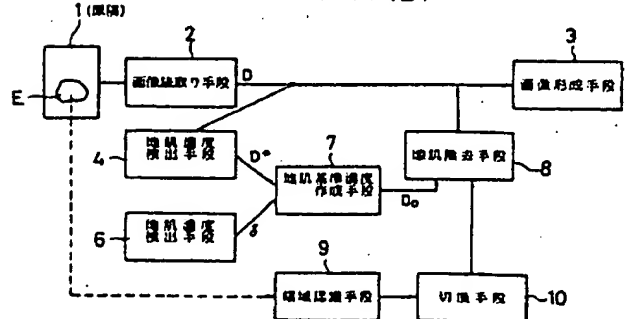 1 (原稿)
2
3
E
画像読取り手段
D
画像形成手段
4
地肌濃度
検出手段
D*
7
地肌基準濃度
作成手段
D₀
地肌除去手段
8
6
地肌濃度
検出手段
δ
9
領域認識手段
切換手段
10